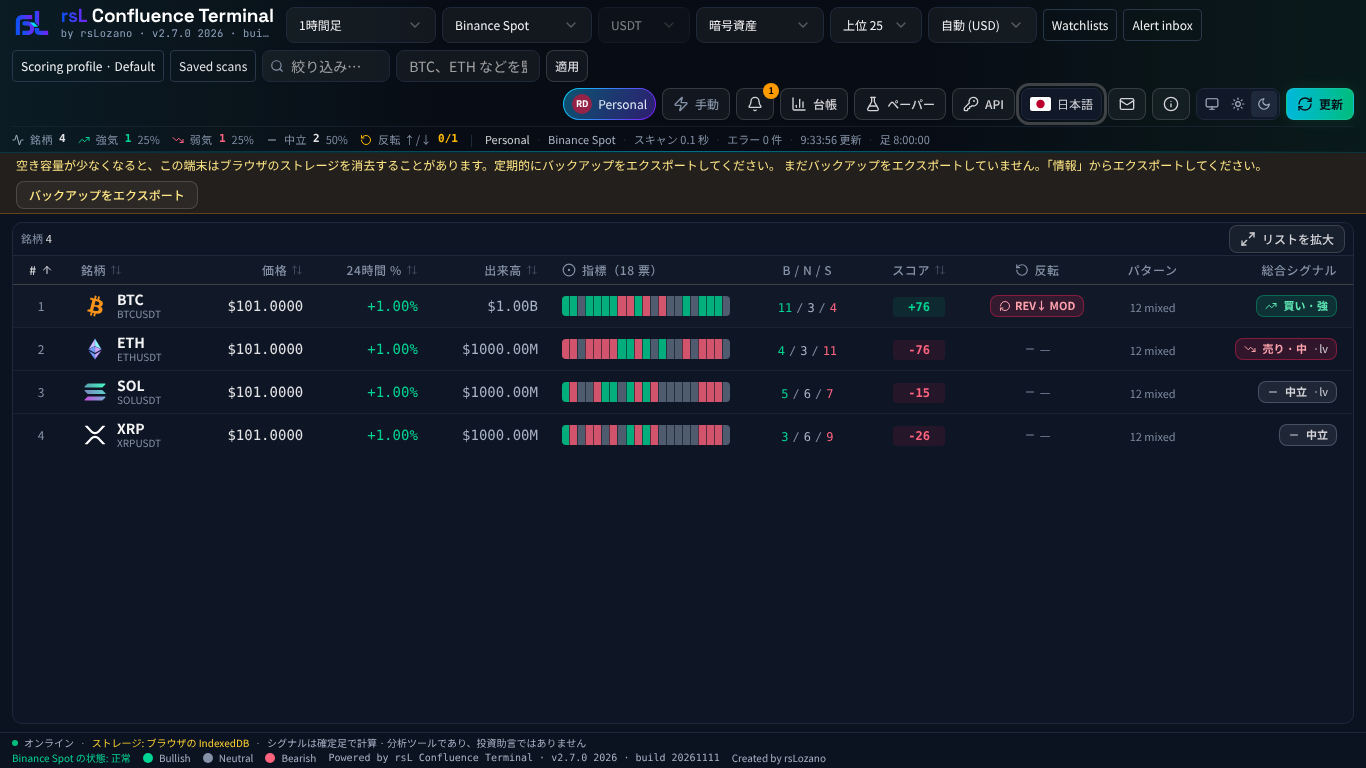 rsL Confluence Terminal
by rsLozano · v2.7.0 2026 · bui…
1時間足
Binance Spot
USDT
暗号資産
上位 25
自動 (USD)
Watchlists
Alert inbox
Scoring profile · Default
Saved scans
絞り込み…
BTC、ETH などを
適用
RD Personal
手動
1
台帳
ペーパー
API
日本語
更新
銘柄 4 強気 1 25% 弱気 1 25% 中立 2 50% 反転 ↑/↓ 0/1 Personal · Binance Spot · スキャン 0.1 秒 · エラー 0 件 · 9:33:56 更新 · 足 8:00:00
空き容量が少なくなると、この端末はブラウザのストレージを消去することがあります。定期的にバックアップをエクスポートしてください。 まだバックアップをエクスポートしていません。「情報」からエクスポートしてください。
バックアップをエクスポート
銘柄 4
リストを拡大
# ↑ 銘柄 ↑↓ 価格 ↑↓ 24時間 % ↑↓ 出来高 ↑↓ 指標（18 票） B / N / S スコア ↑↓ 反転 パターン 総合シグナル
1 BTC BTCUSDT $101.0000 +1.00% $1.00B 11 / 3 / 4 +76 REV↓ MOD 12 mixed 買い・強
2 ETH ETHUSDT $101.0000 +1.00% $1000.00M 4 / 3 / 11 -76 — — 12 mixed 売り・中 ·lv
3 SOL SOLUSDT $101.0000 +1.00% $1000.00M 5 / 6 / 7 -15 — — 12 mixed 中立 ·lv
4 XRP XRPUSDT $101.0000 +1.00% $1000.00M 3 / 6 / 9 -26 — — 12 mixed 中立
オンライン · ストレージ: ブラウザの IndexedDB · シグナルは確定足で計算 · 分析ツールであり、投資助言ではありません
Binance Spot の状態: 正常 Bullish Neutral Bearish Powered by rsL Confluence Terminal · v2.7.0 2026 · build 20261111 Created by rsLozano